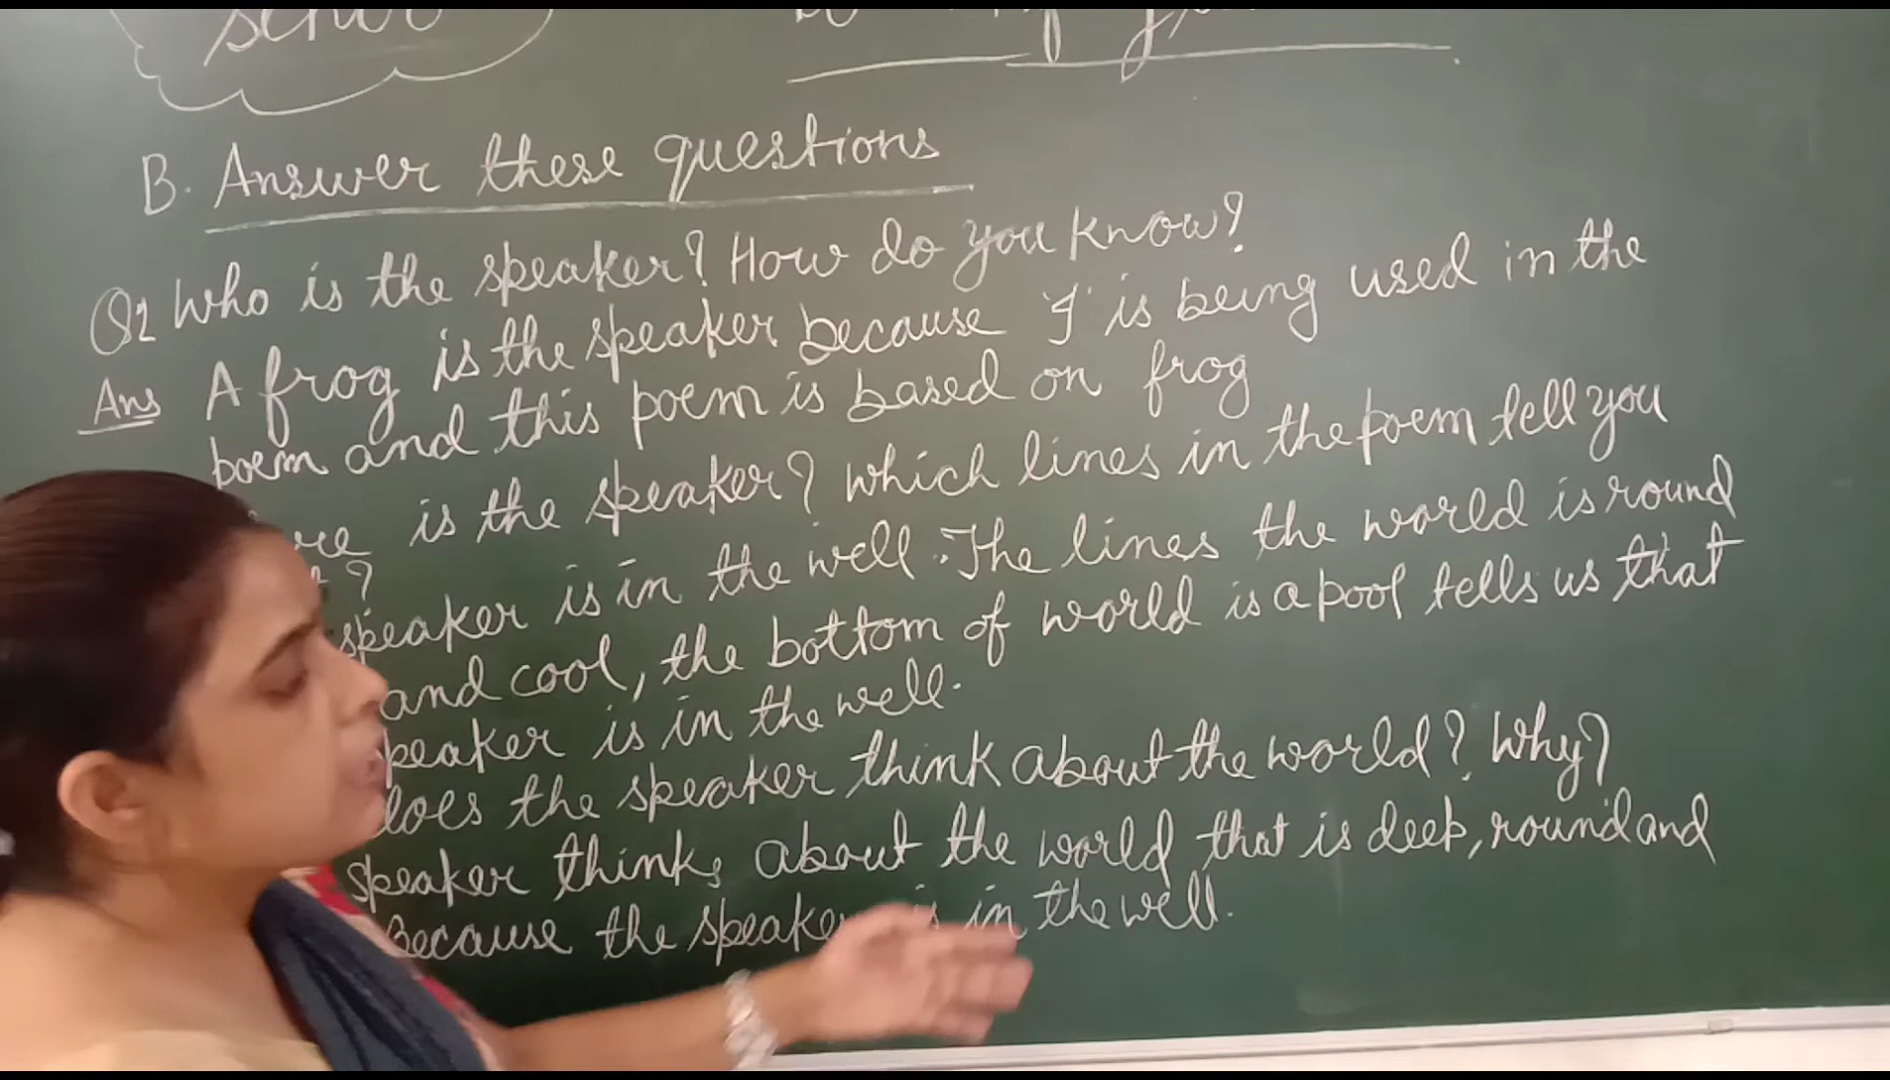 B. Answer these questions
Q2 Who is the speaker? How do you know?
Ans A frog is the speaker because 'I' is being used in the
poem and this poem is based on frog
is the speaker? Which lines in the poem tell you
?
speaker is in the well. The lines the world is round
and cool, the bottom of world is a pool tells us that
speaker is in the well.
does the speaker think about the world? Why?
speaker thinks about the world that is deep, round and
Because the speaker is in the well.